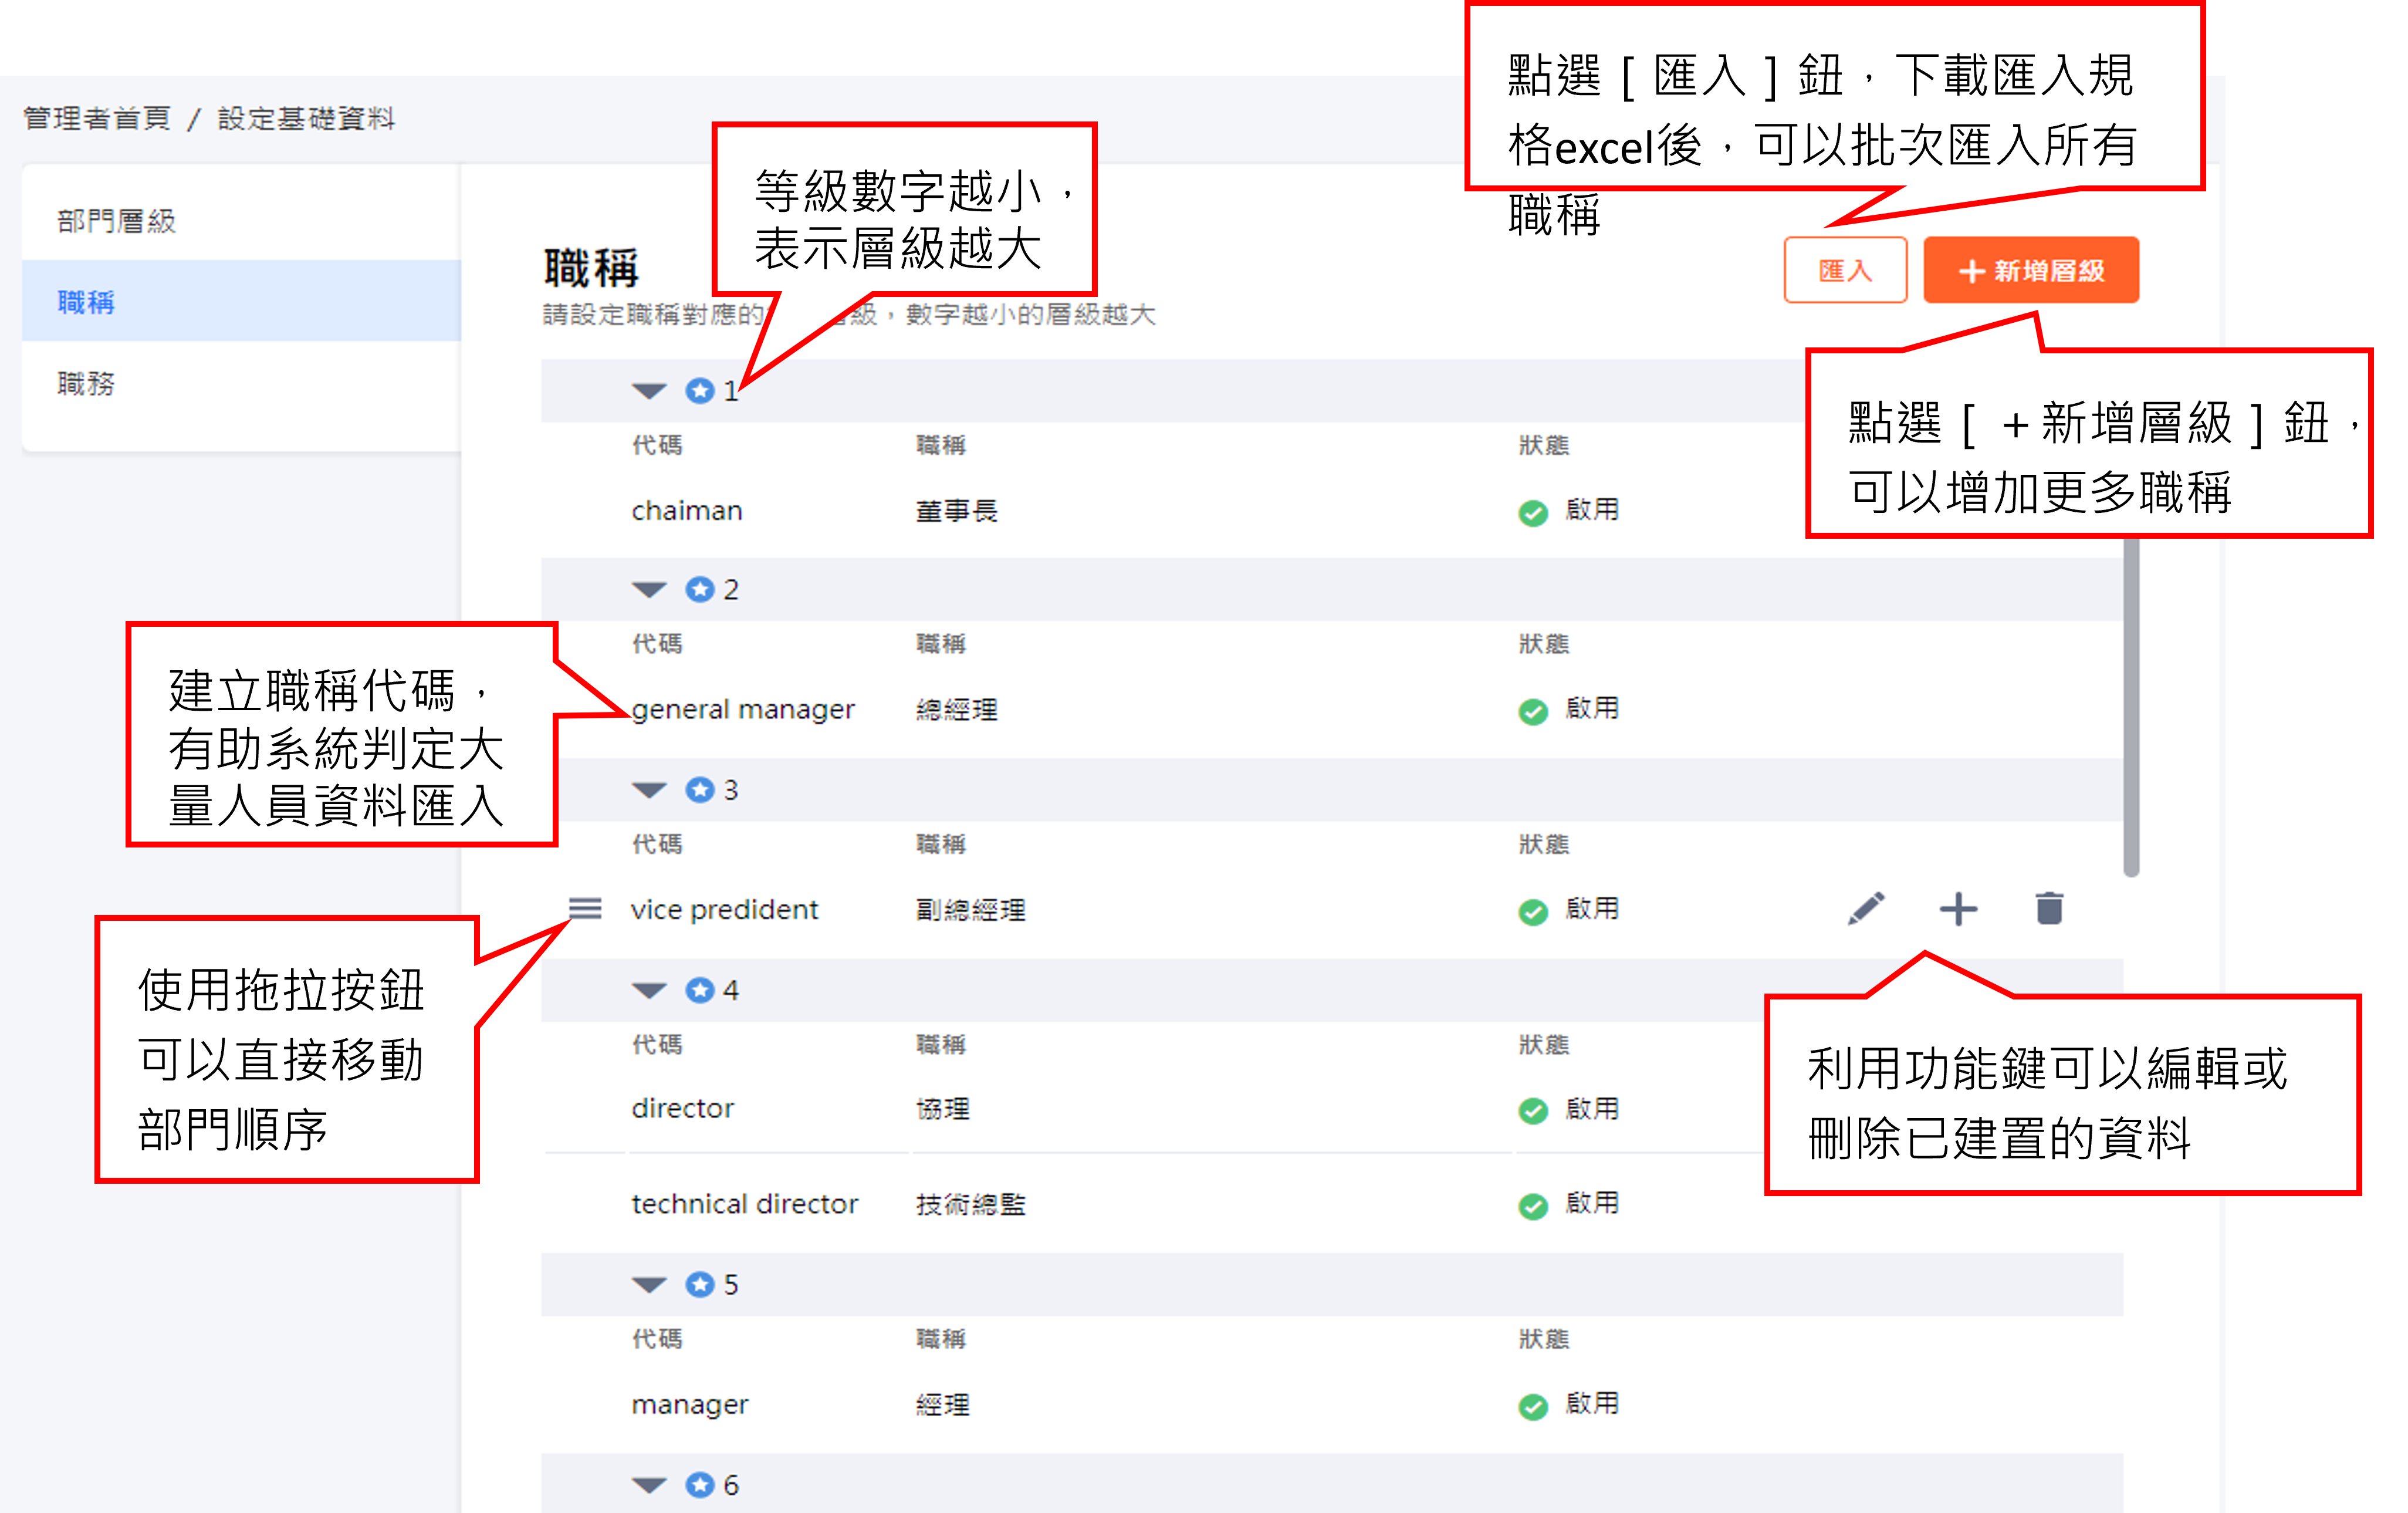 點選［匯入］鈕，下載匯入規
格excel後，可以批次匯入所有
職稱
管理者首頁 / 設定基礎資料
部門層級
職稱
職務
等級數字越小，
表示層級越大
職稱
請設定職稱對應的
層級，數字越小的層級越大
匯入
＋新增層級
點選［ +新增層級］鈕，
可以增加更多職稱
1
代碼 職稱 狀態
chaiman 董事長 啟用
2
代碼 職稱 狀態
general manager 總經理 啟用
建立職稱代碼，
有助系統判定大
量人員資料匯入
3
代碼 職稱 狀態
vice predident 副總經理 啟用
使用拖拉按鈕
可以直接移動
部門順序
利用功能鍵可以編輯或
刪除已建置的資料
4
代碼 職稱 狀態
director 協理 啟用
technical director 技術總監 啟用
5
代碼 職稱 狀態
manager 經理 啟用
6